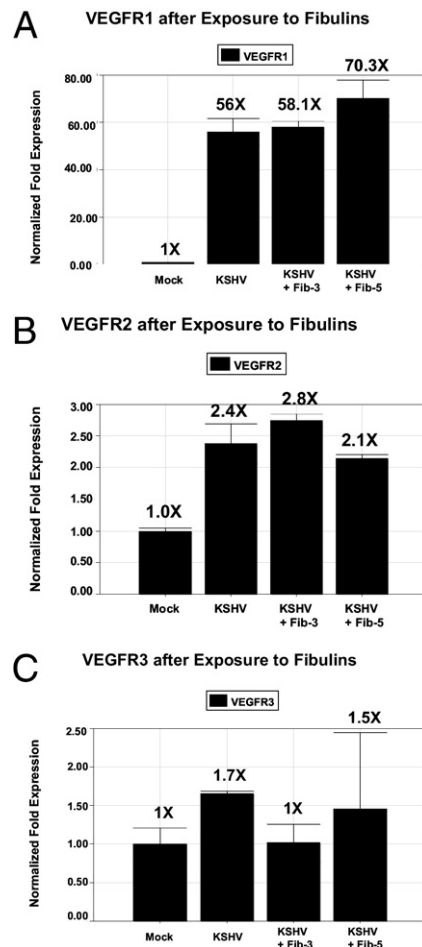 A
VEGFR1 after Exposure to Fibulins
VEGFR1
Normalized Fold Expression
80.00
60.00
40.00
20.00
0.00
1X
56X
58.1X
70.3X
Mock
KSHV
KSHV
+ Fib-3
KSHV
+ Fib-5
VEGFR2 after Exposure to Fibulins
B
VEGFR2
Normalized Fold Expression
3.00
2.50
2.00
1.00
0.50
0.00
1.0X
2.4X
2.8X
2.1X
Mock
KSHV
KSHV
+ Fib-3
KSHV
+ Fib-5
C
VEGFR3 after Exposure to Fibulins
VEGFR3
Normalized Fold Expression
2.50
2.00
1.50
1.00
0.50
0.00
1X
1.7X
1X
1.5X
Mock
KSHV
KSHV
+ Fib-3
KSHV
+ Fib-5